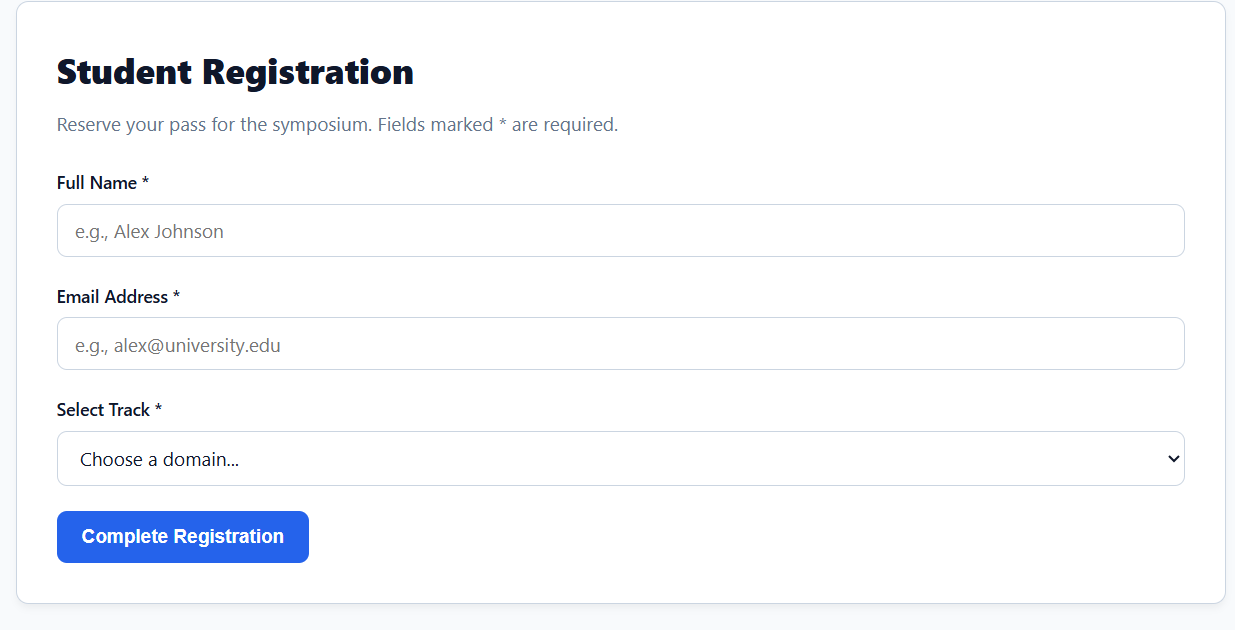 Student Registration
Reserve your pass for the symposium. Fields marked * are required.
Full Name *
e.g., Alex Johnson
Email Address *
e.g., alex@university.edu
Select Track *
Choose a domain...
Complete Registration